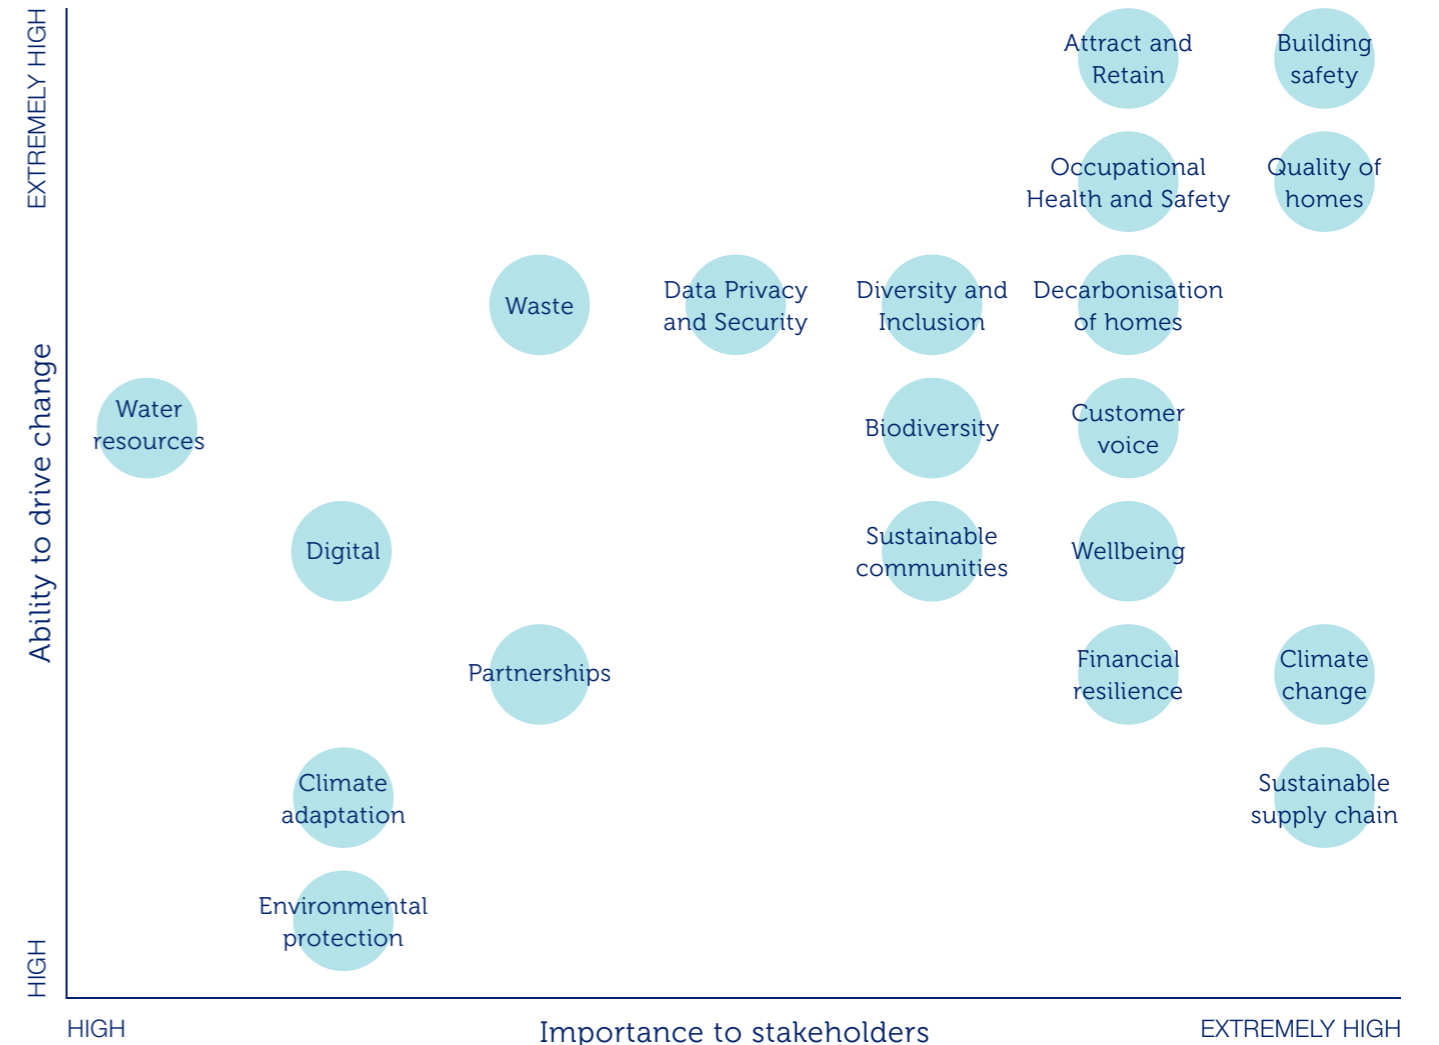 EXTREMELY HIGH
Ability to drive change
HIGH
Attract and
Retain
Building
safety
Occupational
Health and Safety
Quality of
homes
Waste
Data Privacy
and Security
Diversity and
Inclusion
Decarbonisation
of homes
Water
resources
Biodiversity
Customer
voice
Digital
Sustainable
communities
Wellbeing
Partnerships
Financial
resilience
Climate
change
Climate
adaptation
Sustainable
supply chain
Environmental
protection
HIGH
Importance to stakeholders
EXTREMELY HIGH